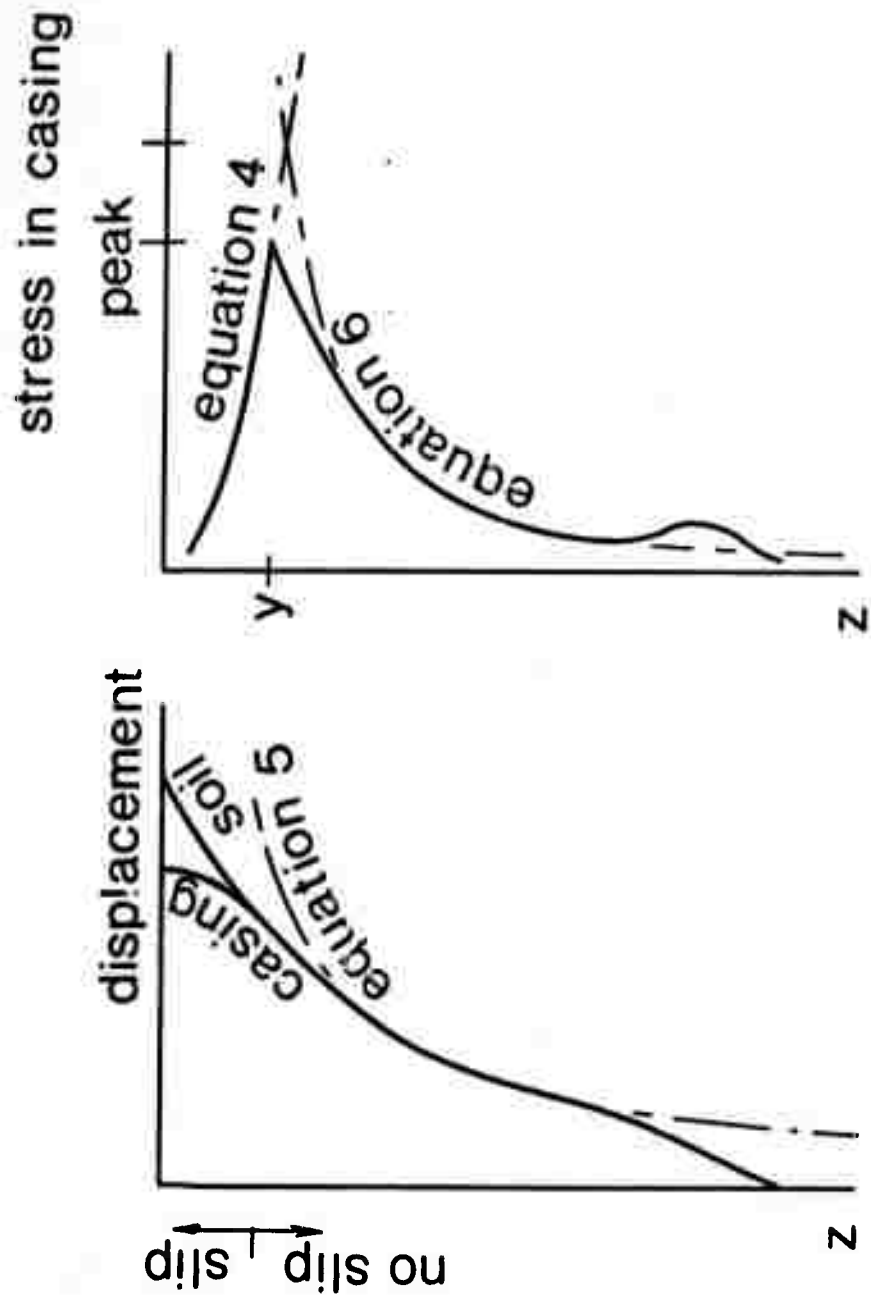 displacement
soil
casing
equation 5
slip
no slip
z
stress in casing
peak
equation 4
equation 6
y
z